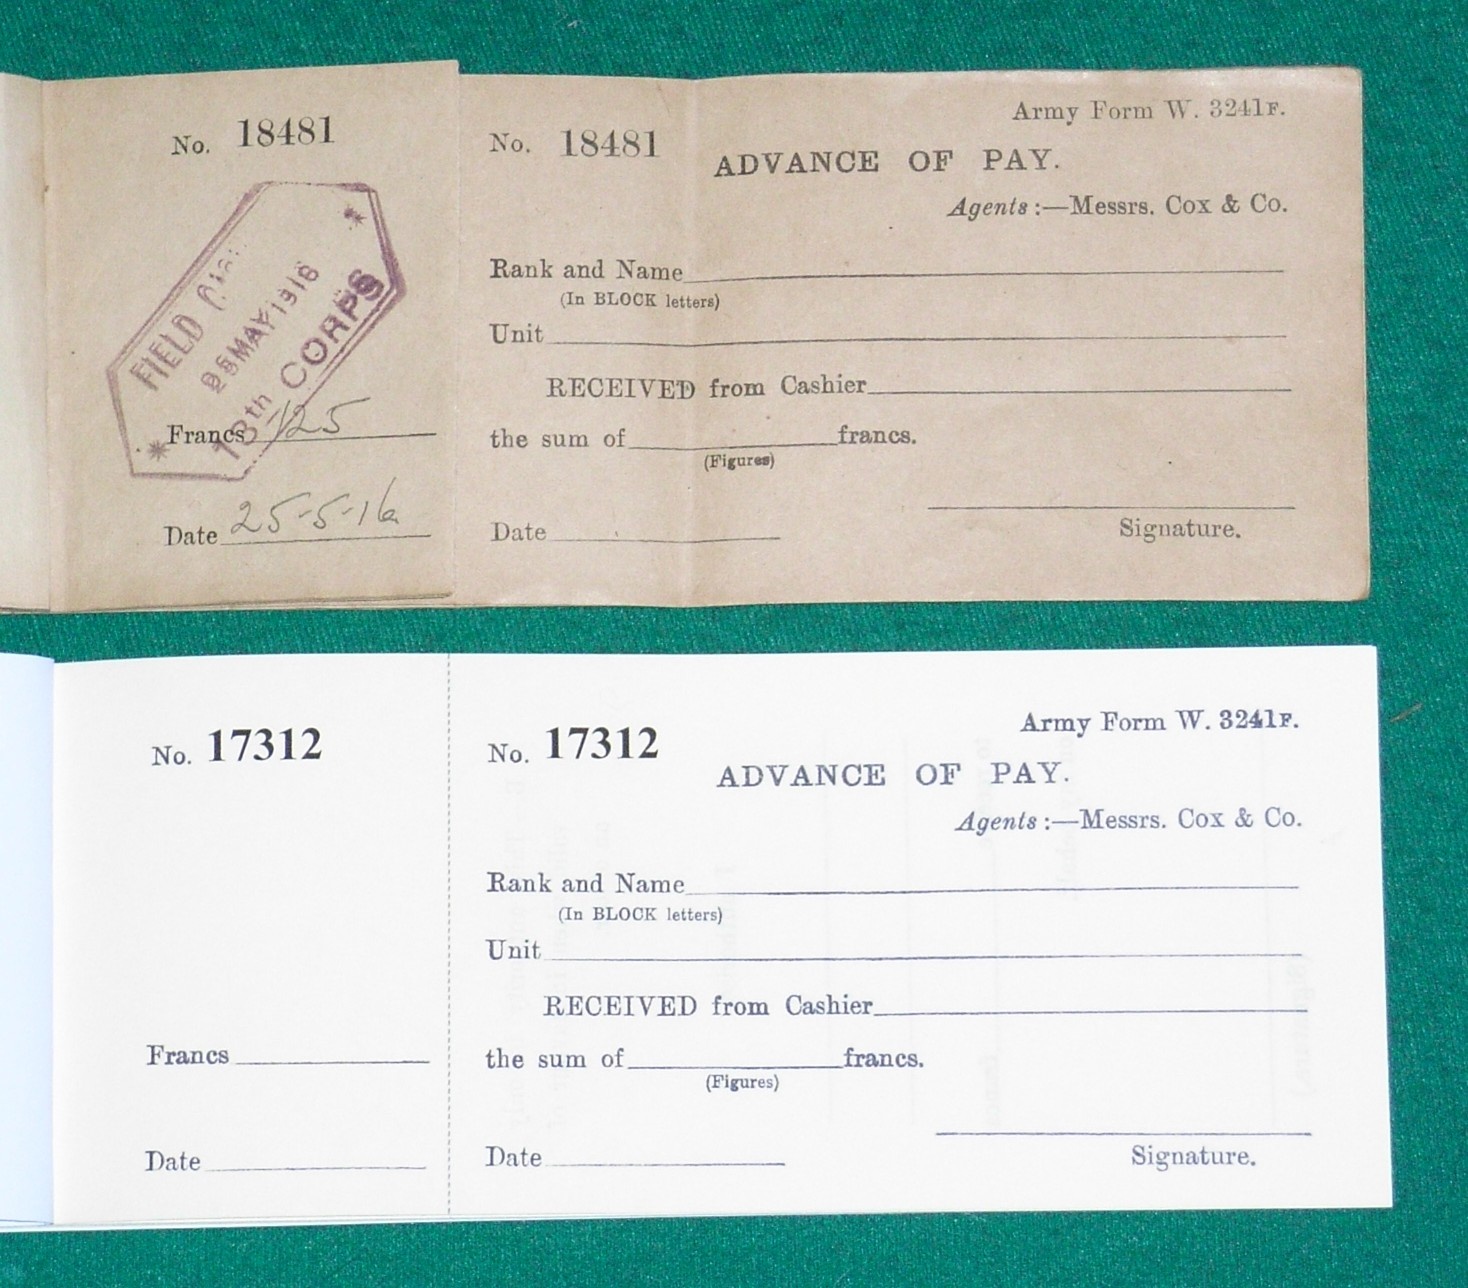 No. 18481
FIELD
25 MAY 1916
13th CORPS
Francs 125
Date 25-5-16
No. 18481
Army Form W. 3241F.
ADVANCE OF PAY.
Agents:—Messrs. Cox & Co.
Rank and Name
(In BLOCK letters)
Unit
RECEIVED from Cashier
the sum of francs.
(Figures)
Date
Signature.
No. 17312
Francs
Date
No. 17312
Army Form W. 3241F.
ADVANCE OF PAY.
Agents:—Messrs. Cox & Co.
Rank and Name
(In BLOCK letters)
Unit
RECEIVED from Cashier
the sum of francs.
(Figures)
Date
Signature.